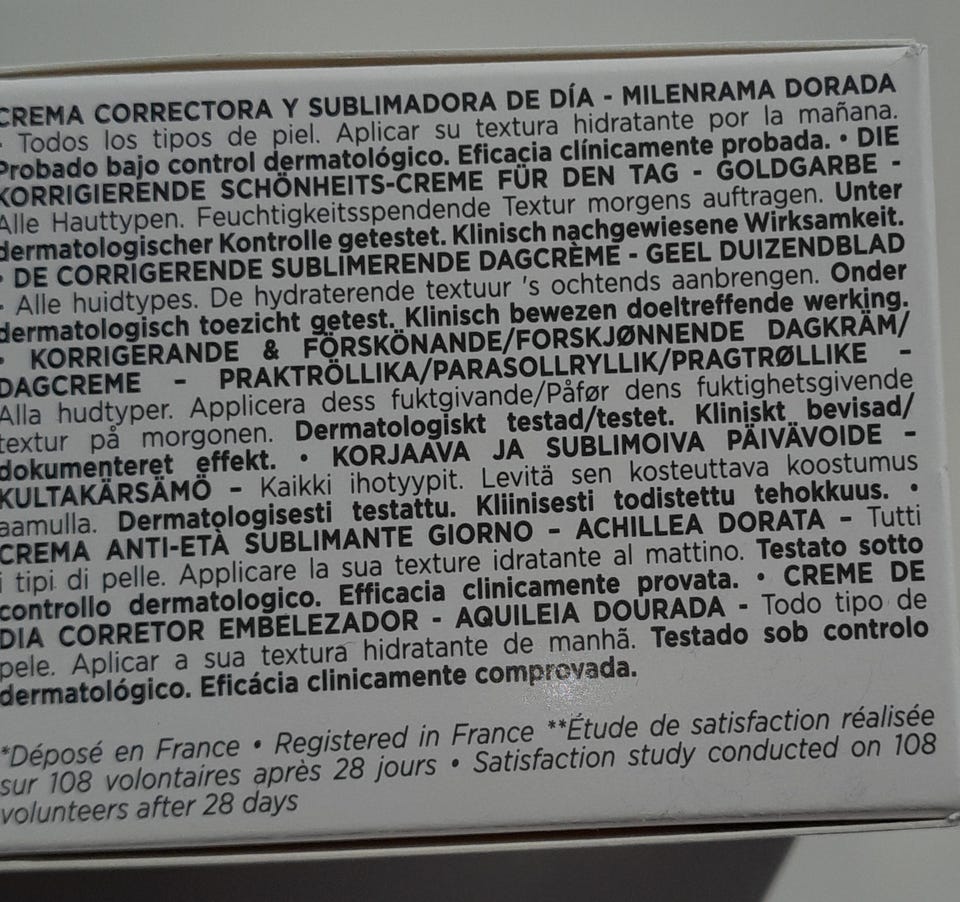 CREMA CORRECTORA Y SUBLIMADORA DE DÍA - MILENRAMA DORADA
- Todos los tipos de piel. Aplicar su textura hidratante por la mañana.
Probado bajo control dermatológico. Eficacia clínicamente probada. • DIE
KORRIGIERENDE SCHÖNHEITS-CREME FÜR DEN TAG - GOLDGARBE -
Alle Hauttypen. Feuchtigkeitsspendende Textur morgens auftragen. Unter
dermatologischer Kontrolle getestet. Klinisch nachgewiesene Wirksamkeit.
• DE CORRIGERENDE SUBLIMERENDE DAGCRÈME - GEEL DUIZENDBLAD
- Alle huidtypes. De hydraterende textuur 's ochtends aanbrengen. Onder
dermatologisch toezicht getest. Klinisch bewezen doeltreffende werking.
• KORRIGERANDE & FÖRSKÖNANDE/FORSKJØNNENDE DAGKRÄM/
DAGCREME - PRAKTRÖLLIKA/PARASOLLRYLLIK/PRAGTRØLLIKE -
Alla hudtyper. Applicera dess fuktgivande/Påfør dens fuktighetsgivende
textur på morgonen. Dermatologiskt testad/testet. Kliniskt bevisad/
dokumenteret effekt. • KORJAAVA JA SUBLIMOIVA PÄIVÄVOIDE -
KULTAKÄRSÄMÖ - Kaikki ihotyypit. Levitä sen kosteuttava koostumus
aamulla. Dermatologisesti testattu. Kliinisesti todistettu tehokkuus. •
CREMA ANTI-ETÀ SUBLIMANTE GIORNO - ACHILLEA DORATA - Tutti
i tipi di pelle. Applicare la sua texture idratante al mattino. Testato sotto
controllo dermatologico. Efficacia clinicamente provata. • CREME DE
DIA CORRETOR EMBELEZADOR - AQUILEIA DOURADA - Todo tipo de
pele. Aplicar a sua textura hidratante de manhã. Testado sob controlo
dermatológico. Eficácia clinicamente comprovada.
*Déposé en France • Registered in France **Étude de satisfaction réalisée
sur 108 volontaires après 28 jours • Satisfaction study conducted on 108
volunteers after 28 days